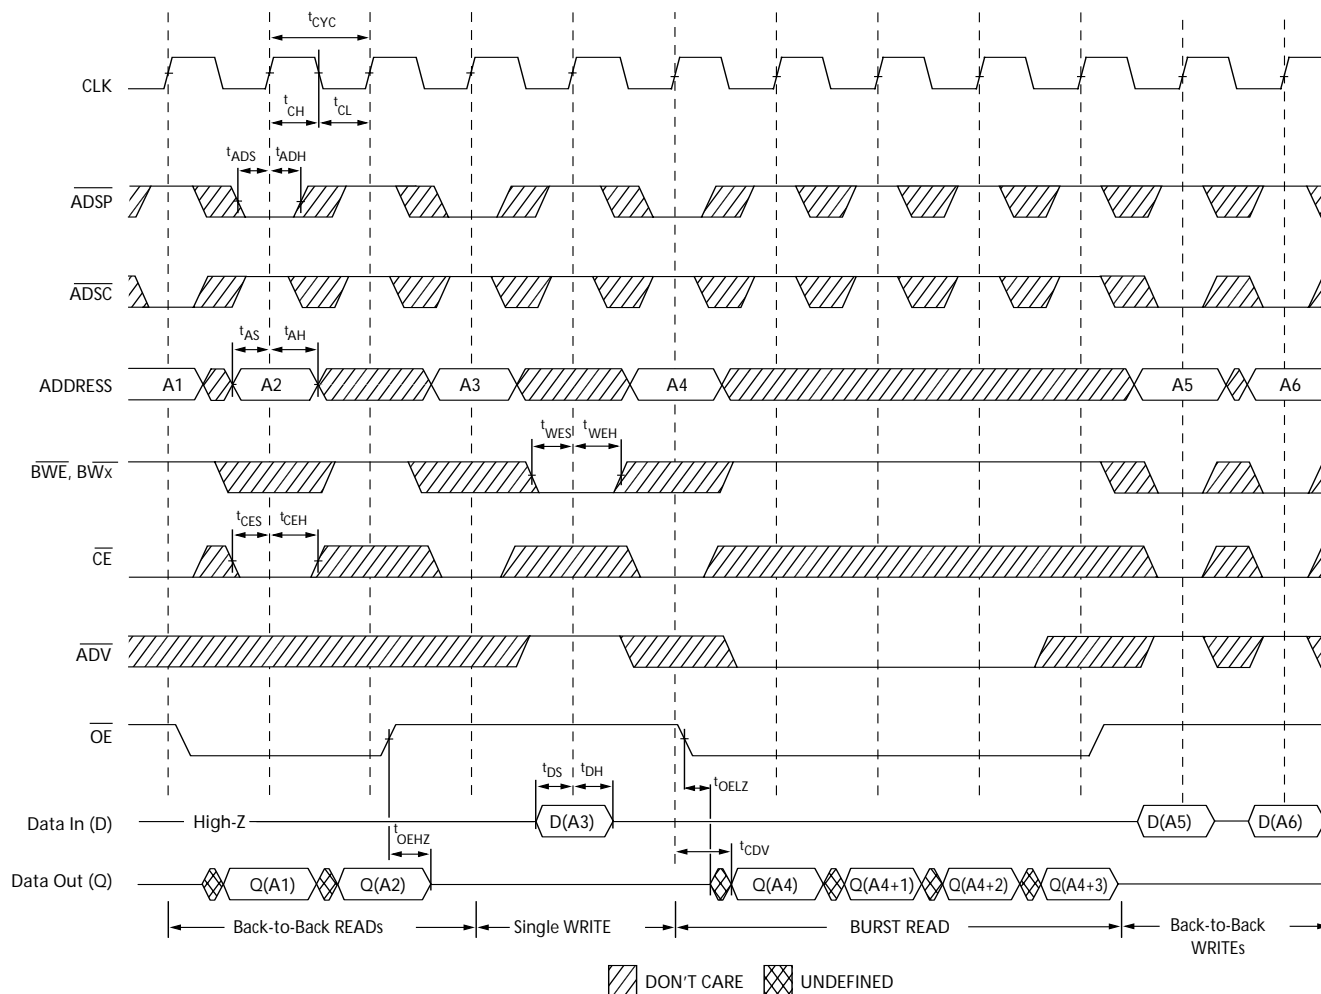 tCYC
CLK
tCH
tCL
tADS
tADH
ADSP
ADSC
tAS
tAH
ADDRESS
A1
A2
A3
A4
A5
A6
tWES
tWEH
BWE, BWx
tCES
tCEH
CE
ADV
OE
tDS
tDH
tOELZ
Data In (D)
High-Z
D(A3)
D(A5)
D(A6)
tOEHZ
tCDV
Data Out (Q)
Q(A1)
Q(A2)
Q(A4)
Q(A4+1)
Q(A4+2)
Q(A4+3)
Back-to-Back READs
Single WRITE
BURST READ
Back-to-Back
WRITEs
DON'T CARE
UNDEFINED